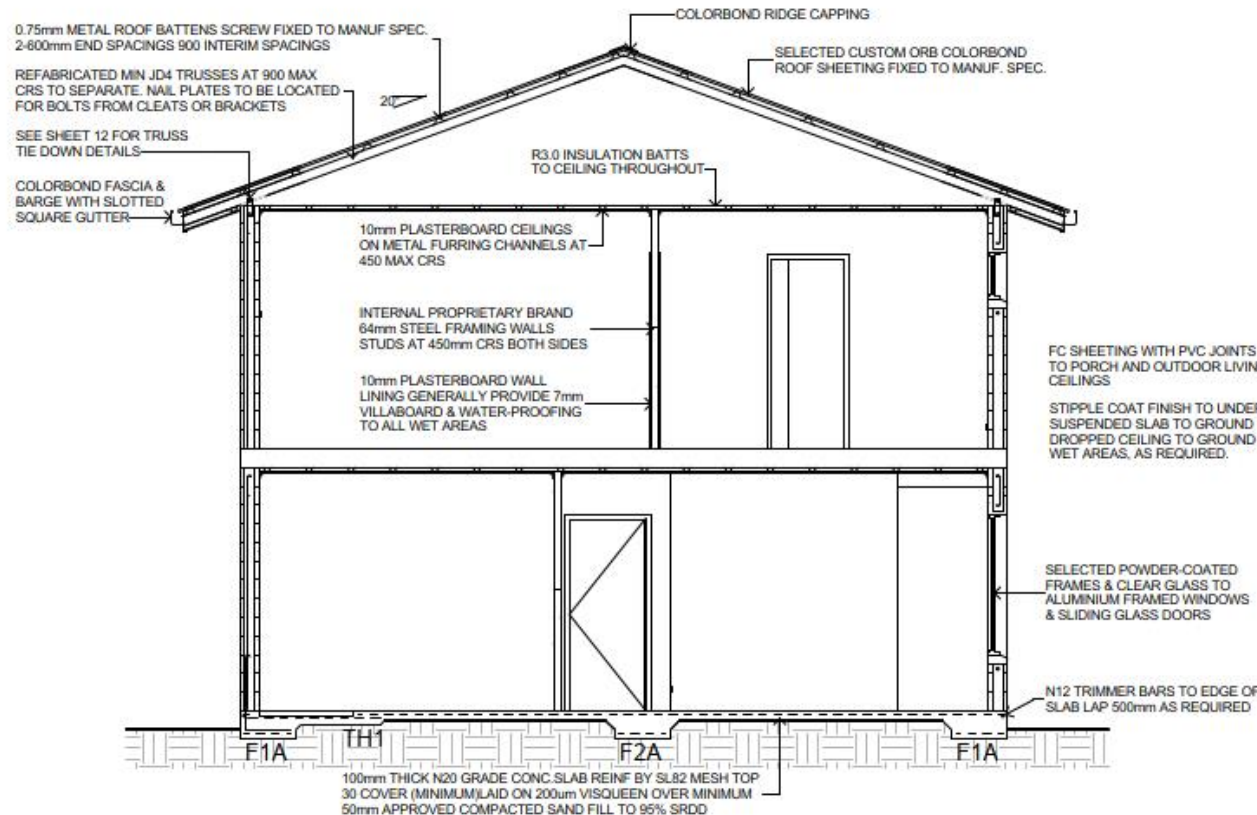 COLORBOND RIDGE CAPPING
0.75mm METAL ROOF BATTENS SCREW FIXED TO MANUF SPEC.
2-600mm END SPACINGS 900 INTERIM SPACINGS
SELECTED CUSTOM ORB COLORBOND
ROOF SHEETING FIXED TO MANUF. SPEC.
REFABRICATED MIN JD4 TRUSSES AT 900 MAX
CRS TO SEPARATE. NAIL PLATES TO BE LOCATED
FOR BOLTS FROM CLEATS OR BRACKETS
20
SEE SHEET 12 FOR TRUSS
TIE DOWN DETAILS
R3.0 INSULATION BATTS
TO CEILING THROUGHOUT
COLORBOND FASCIA &
BARGE WITH SLOTTED
SQUARE GUTTER
10mm PLASTERBOARD CEILINGS
ON METAL FURRING CHANNELS AT
450 MAX CRS
INTERNAL PROPRIETARY BRAND
64mm STEEL FRAMING WALLS
STUDS AT 450mm CRS BOTH SIDES
10mm PLASTERBOARD WALL
LINING GENERALLY PROVIDE 7mm
VILLABOARD & WATER-PROOFING
TO ALL WET AREAS
FC SHEETING WITH PVC JOINTS
TO PORCH AND OUTDOOR LIVIN
CEILINGS
STIPPLE COAT FINISH TO UNDE
SUSPENDED SLAB TO GROUND
DROPPED CEILING TO GROUND
WET AREAS, AS REQUIRED.
SELECTED POWDER-COATED
FRAMES & CLEAR GLASS TO
ALUMINIUM FRAMED WINDOWS
& SLIDING GLASS DOORS
N12 TRIMMER BARS TO EDGE OF
SLAB LAP 500mm AS REQUIRED
F1A
TH1
F2A
F1A
100mm THICK N20 GRADE CONC.SLAB REINF BY SL82 MESH TOP
30 COVER (MINIMUM)LAID ON 200um VISQUEEN OVER MINIMUM
50mm APPROVED COMPACTED SAND FILL TO 95% SRDD